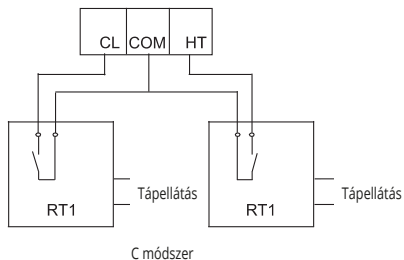 CL COM HT
Tápellátás Tápellátás
RT1 RT1
C módszer